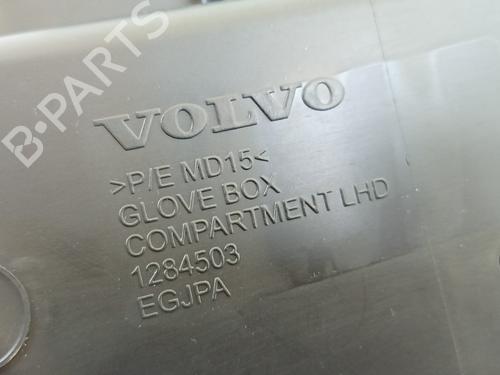 B-PARTS
VOLVO
>P/E MD15<
GLOVE BOX
COMPARTMENT LHD
1284503
EGJPA